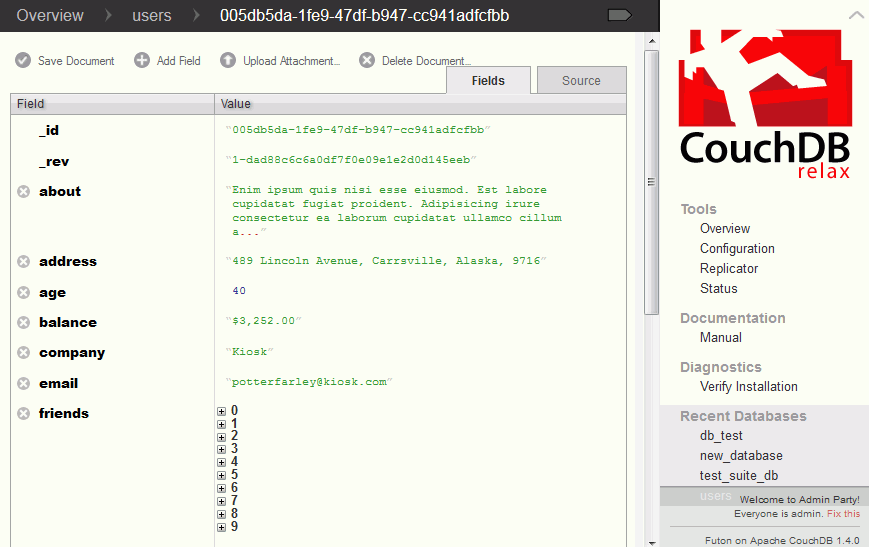 Overview users 005db5da-1fe9-47df-b947-cc941adfcfbb
Save Document Add Field Upload Attachment... Delete Document...
Fields Source
Field Value
_id "005db5da-1fe9-47df-b947-cc941adfcfbb"
_rev "1-dad88c6c6a0df7f0e09e1e2d0d145eeb"
about "Enim ipsum quis nisi esse eiusmod. Est labore
cupidatat fugiat proident. Adipisicing irure
consectetur ea laborum cupidatat ullamco cillum
a..."
address "489 Lincoln Avenue, Carrsville, Alaska, 9716"
age 40
balance "$3,252.00"
company "Kiosk"
email "potterfarley@kiosk.com"
friends 0
1
2
3
4
5
6
7
8
9
CouchDB
relax
Tools
Overview
Configuration
Replicator
Status
Documentation
Manual
Diagnostics
Verify Installation
Recent Databases
db_test
new_database
test_suite_db
users
Welcome to Admin Party!
Everyone is admin. Fix this
Futon on Apache CouchDB 1.4.0